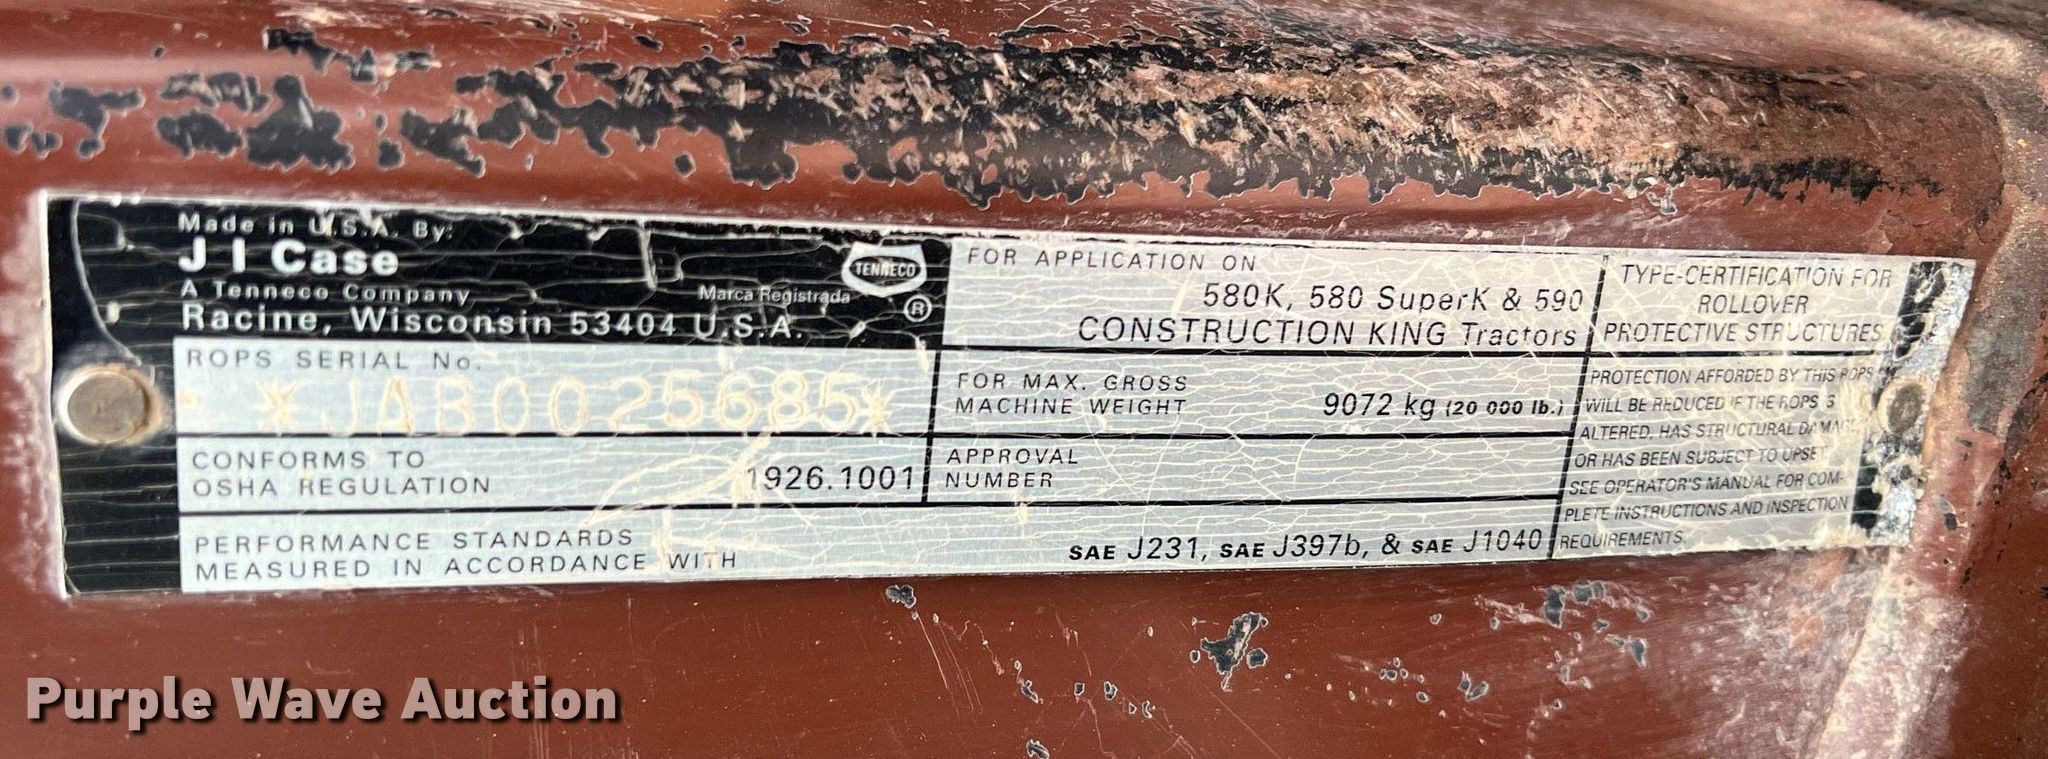 Made in U.S.A. By:
J I Case
A Tenneco Company
Marca Registrada
TENNECO
®
Racine, Wisconsin 53404 U.S.A.
ROPS SERIAL No.
*JAB0025685*
CONFORMS TO
OSHA REGULATION 1926.1001
PERFORMANCE STANDARDS
MEASURED IN ACCORDANCE WITH SAE J231, SAE J397b, & SAE J1040
FOR APPLICATION ON
580K, 580 SuperK & 590
CONSTRUCTION KING Tractors
FOR MAX. GROSS
MACHINE WEIGHT 9072 kg (20 000 lb.)
APPROVAL
NUMBER
TYPE-CERTIFICATION FOR
ROLLOVER
PROTECTIVE STRUCTURES
PROTECTION AFFORDED BY THIS ROPS
WILL BE REDUCED IF THE ROPS IS
ALTERED, HAS STRUCTURAL DAMAGE
OR HAS BEEN SUBJECT TO UPSET.
SEE OPERATOR'S MANUAL FOR COM-
PLETE INSTRUCTIONS AND INSPECTION
REQUIREMENTS.
Purple Wave Auction